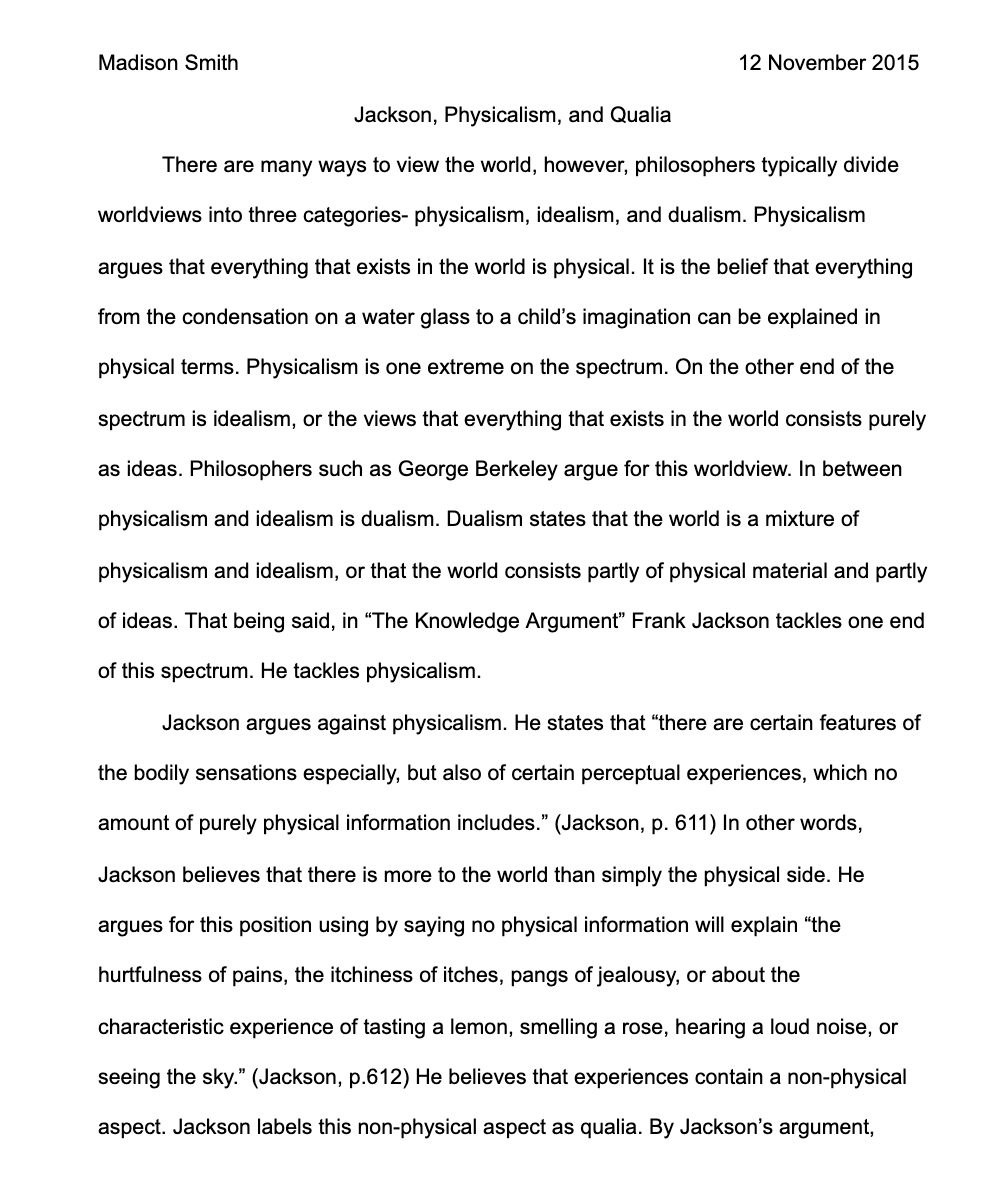 Madison Smith 12 November 2015
Jackson, Physicalism, and Qualia
There are many ways to view the world, however, philosophers typically divide
worldviews into three categories- physicalism, idealism, and dualism. Physicalism
argues that everything that exists in the world is physical. It is the belief that everything
from the condensation on a water glass to a child’s imagination can be explained in
physical terms. Physicalism is one extreme on the spectrum. On the other end of the
spectrum is idealism, or the views that everything that exists in the world consists purely
as ideas. Philosophers such as George Berkeley argue for this worldview. In between
physicalism and idealism is dualism. Dualism states that the world is a mixture of
physicalism and idealism, or that the world consists partly of physical material and partly
of ideas. That being said, in “The Knowledge Argument” Frank Jackson tackles one end
of this spectrum. He tackles physicalism.
Jackson argues against physicalism. He states that “there are certain features of
the bodily sensations especially, but also of certain perceptual experiences, which no
amount of purely physical information includes.” (Jackson, p. 611) In other words,
Jackson believes that there is more to the world than simply the physical side. He
argues for this position using by saying no physical information will explain “the
hurtfulness of pains, the itchiness of itches, pangs of jealousy, or about the
characteristic experience of tasting a lemon, smelling a rose, hearing a loud noise, or
seeing the sky.” (Jackson, p.612) He believes that experiences contain a non-physical
aspect. Jackson labels this non-physical aspect as qualia. By Jackson’s argument,